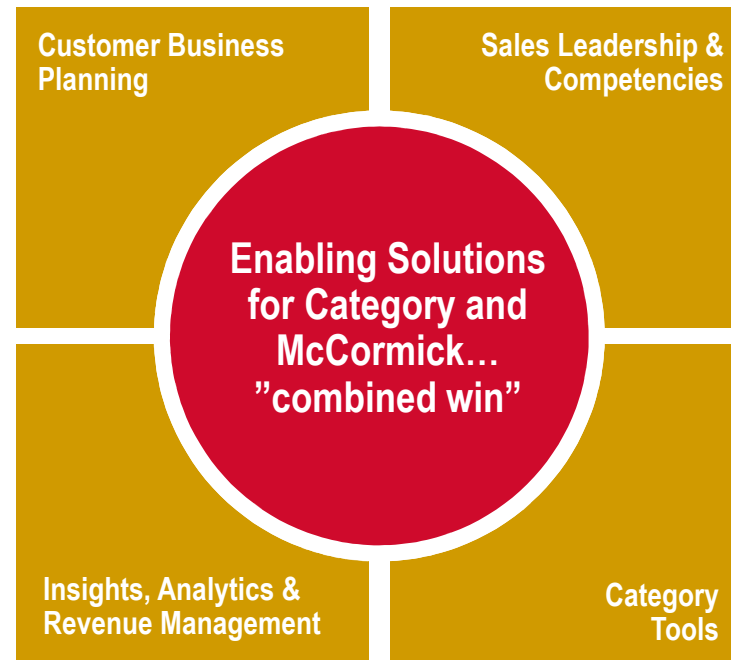 Customer Business
Planning
Sales Leadership &
Competencies
Enabling Solutions
for Category and
McCormick…
”combined win”
Insights, Analytics &
Revenue Management
Category
Tools